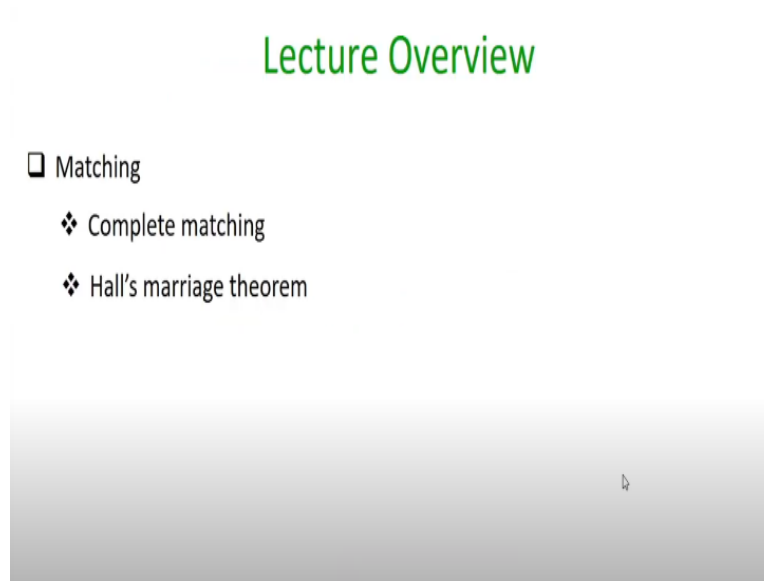 Lecture Overview
❑ Matching
❖ Complete matching
❖ Hall's marriage theorem